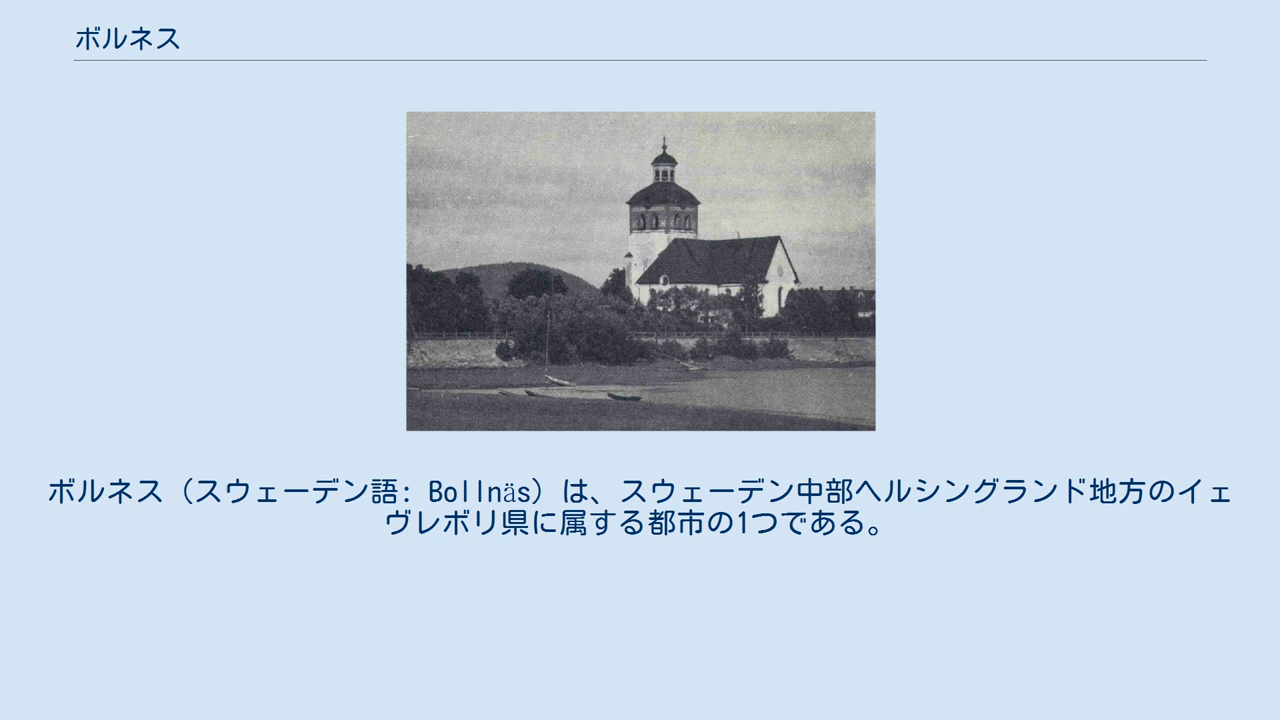 ボルネス
ボルネス（スウェーデン語: Bollnäs）は、スウェーデン中部ヘルシングランド地方のイェ
ヴレボリ県に属する都市の1つである。